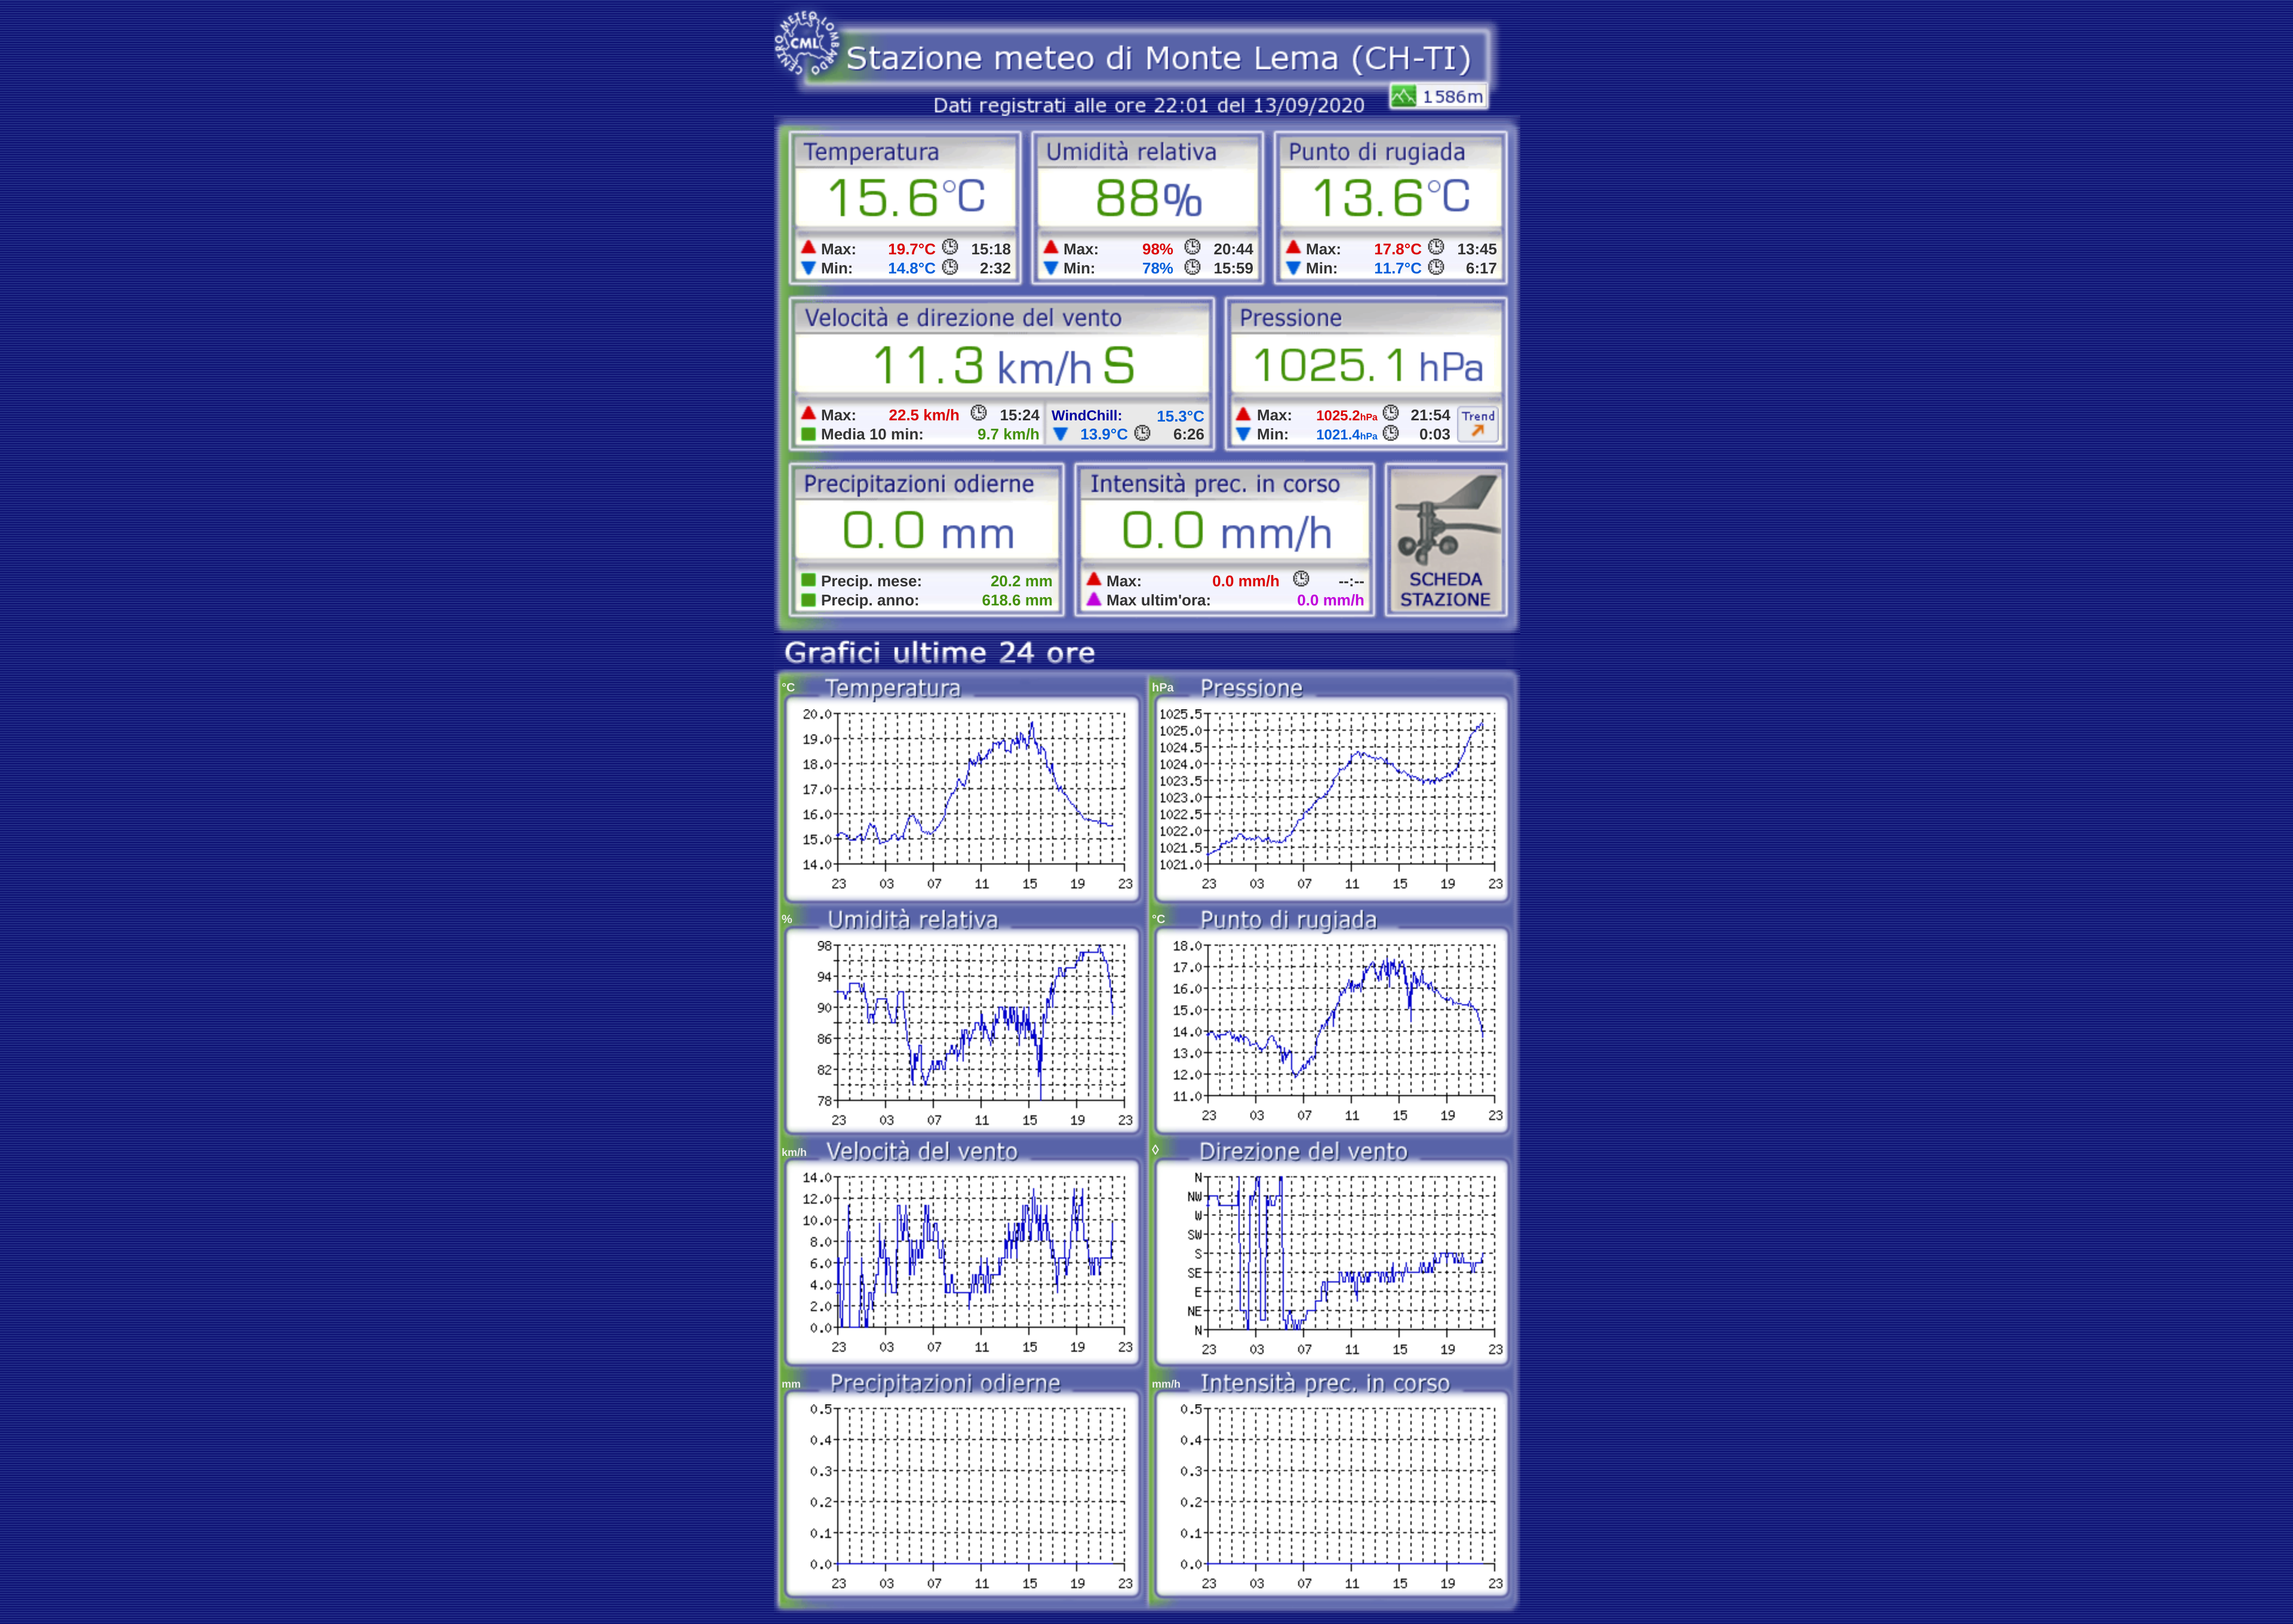 CENTRO METEO LOMBARDO
CML
Stazione meteo di Monte Lema (CH-TI)
1586m
Dati registrati alle ore 22:01 del 13/09/2020
Temperatura
15.6°C
Max: 19.7°C 15:18
Min: 14.8°C 2:32
Umidità relativa
88%
Max: 98% 20:44
Min: 78% 15:59
Punto di rugiada
13.6°C
Max: 17.8°C 13:45
Min: 11.7°C 6:17
Velocità e direzione del vento
11.3 km/h S
Max: 22.5 km/h 15:24
Media 10 min: 9.7 km/h
WindChill: 15.3°C
13.9°C 6:26
Pressione
1025.1 hPa
Max: 1025.2hPa 21:54
Min: 1021.4hPa 0:03
Trend
Precipitazioni odierne
0.0 mm
Precip. mese: 20.2 mm
Precip. anno: 618.6 mm
Intensità prec. in corso
0.0 mm/h
Max: 0.0 mm/h --:--
Max ultim'ora: 0.0 mm/h
SCHEDA
STAZIONE
Grafici ultime 24 ore
°C Temperatura
20.0
19.0
18.0
17.0
16.0
15.0
14.0
23 03 07 11 15 19 23
hPa Pressione
1025.5
1025.0
1024.5
1024.0
1023.5
1023.0
1022.5
1022.0
1021.5
1021.0
23 03 07 11 15 19 23
% Umidità relativa
98
94
90
86
82
78
23 03 07 11 15 19 23
°C Punto di rugiada
18.0
17.0
16.0
15.0
14.0
13.0
12.0
11.0
23 03 07 11 15 19 23
km/h Velocità del vento
14.0
12.0
10.0
8.0
6.0
4.0
2.0
0.0
23 03 07 11 15 19 23
◊ Direzione del vento
N
NW
W
SW
S
SE
E
NE
N
23 03 07 11 15 19 23
mm Precipitazioni odierne
0.5
0.4
0.3
0.2
0.1
0.0
23 03 07 11 15 19 23
mm/h Intensità prec. in corso
0.5
0.4
0.3
0.2
0.1
0.0
23 03 07 11 15 19 23